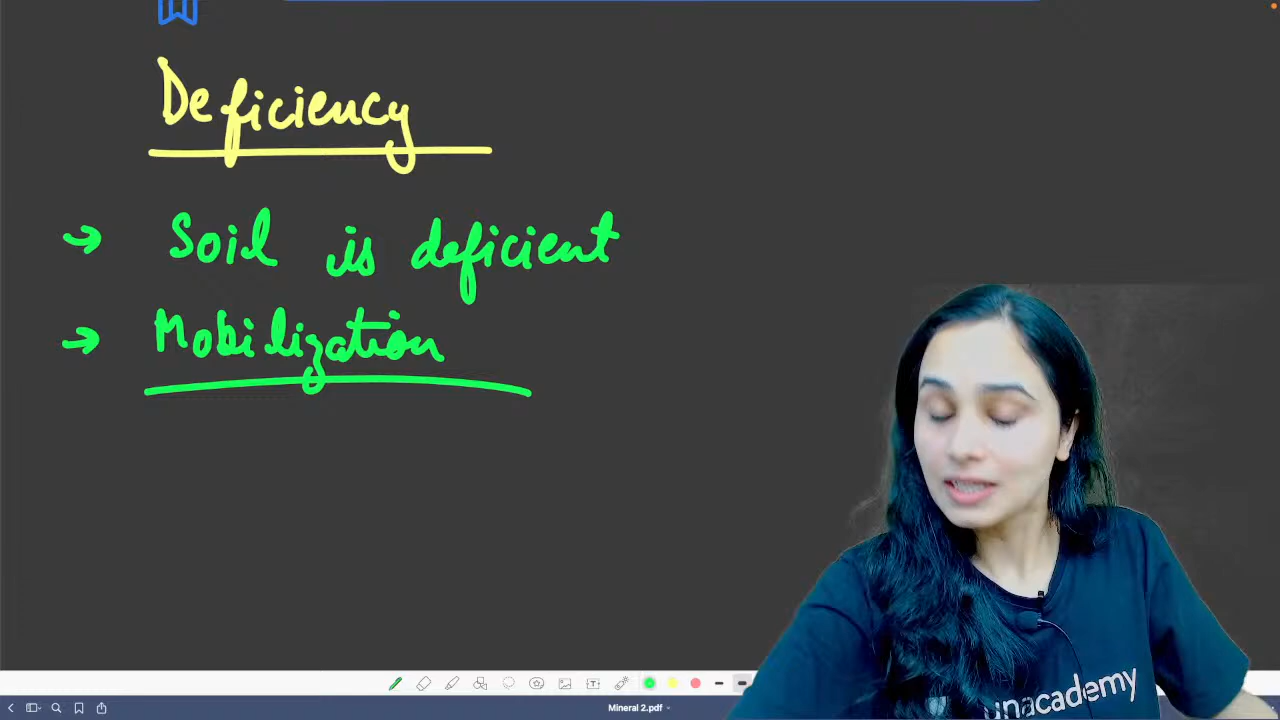 Deficiency
→ Soil is deficient
→ Mobilization
unacademy
Mineral 2.pdf